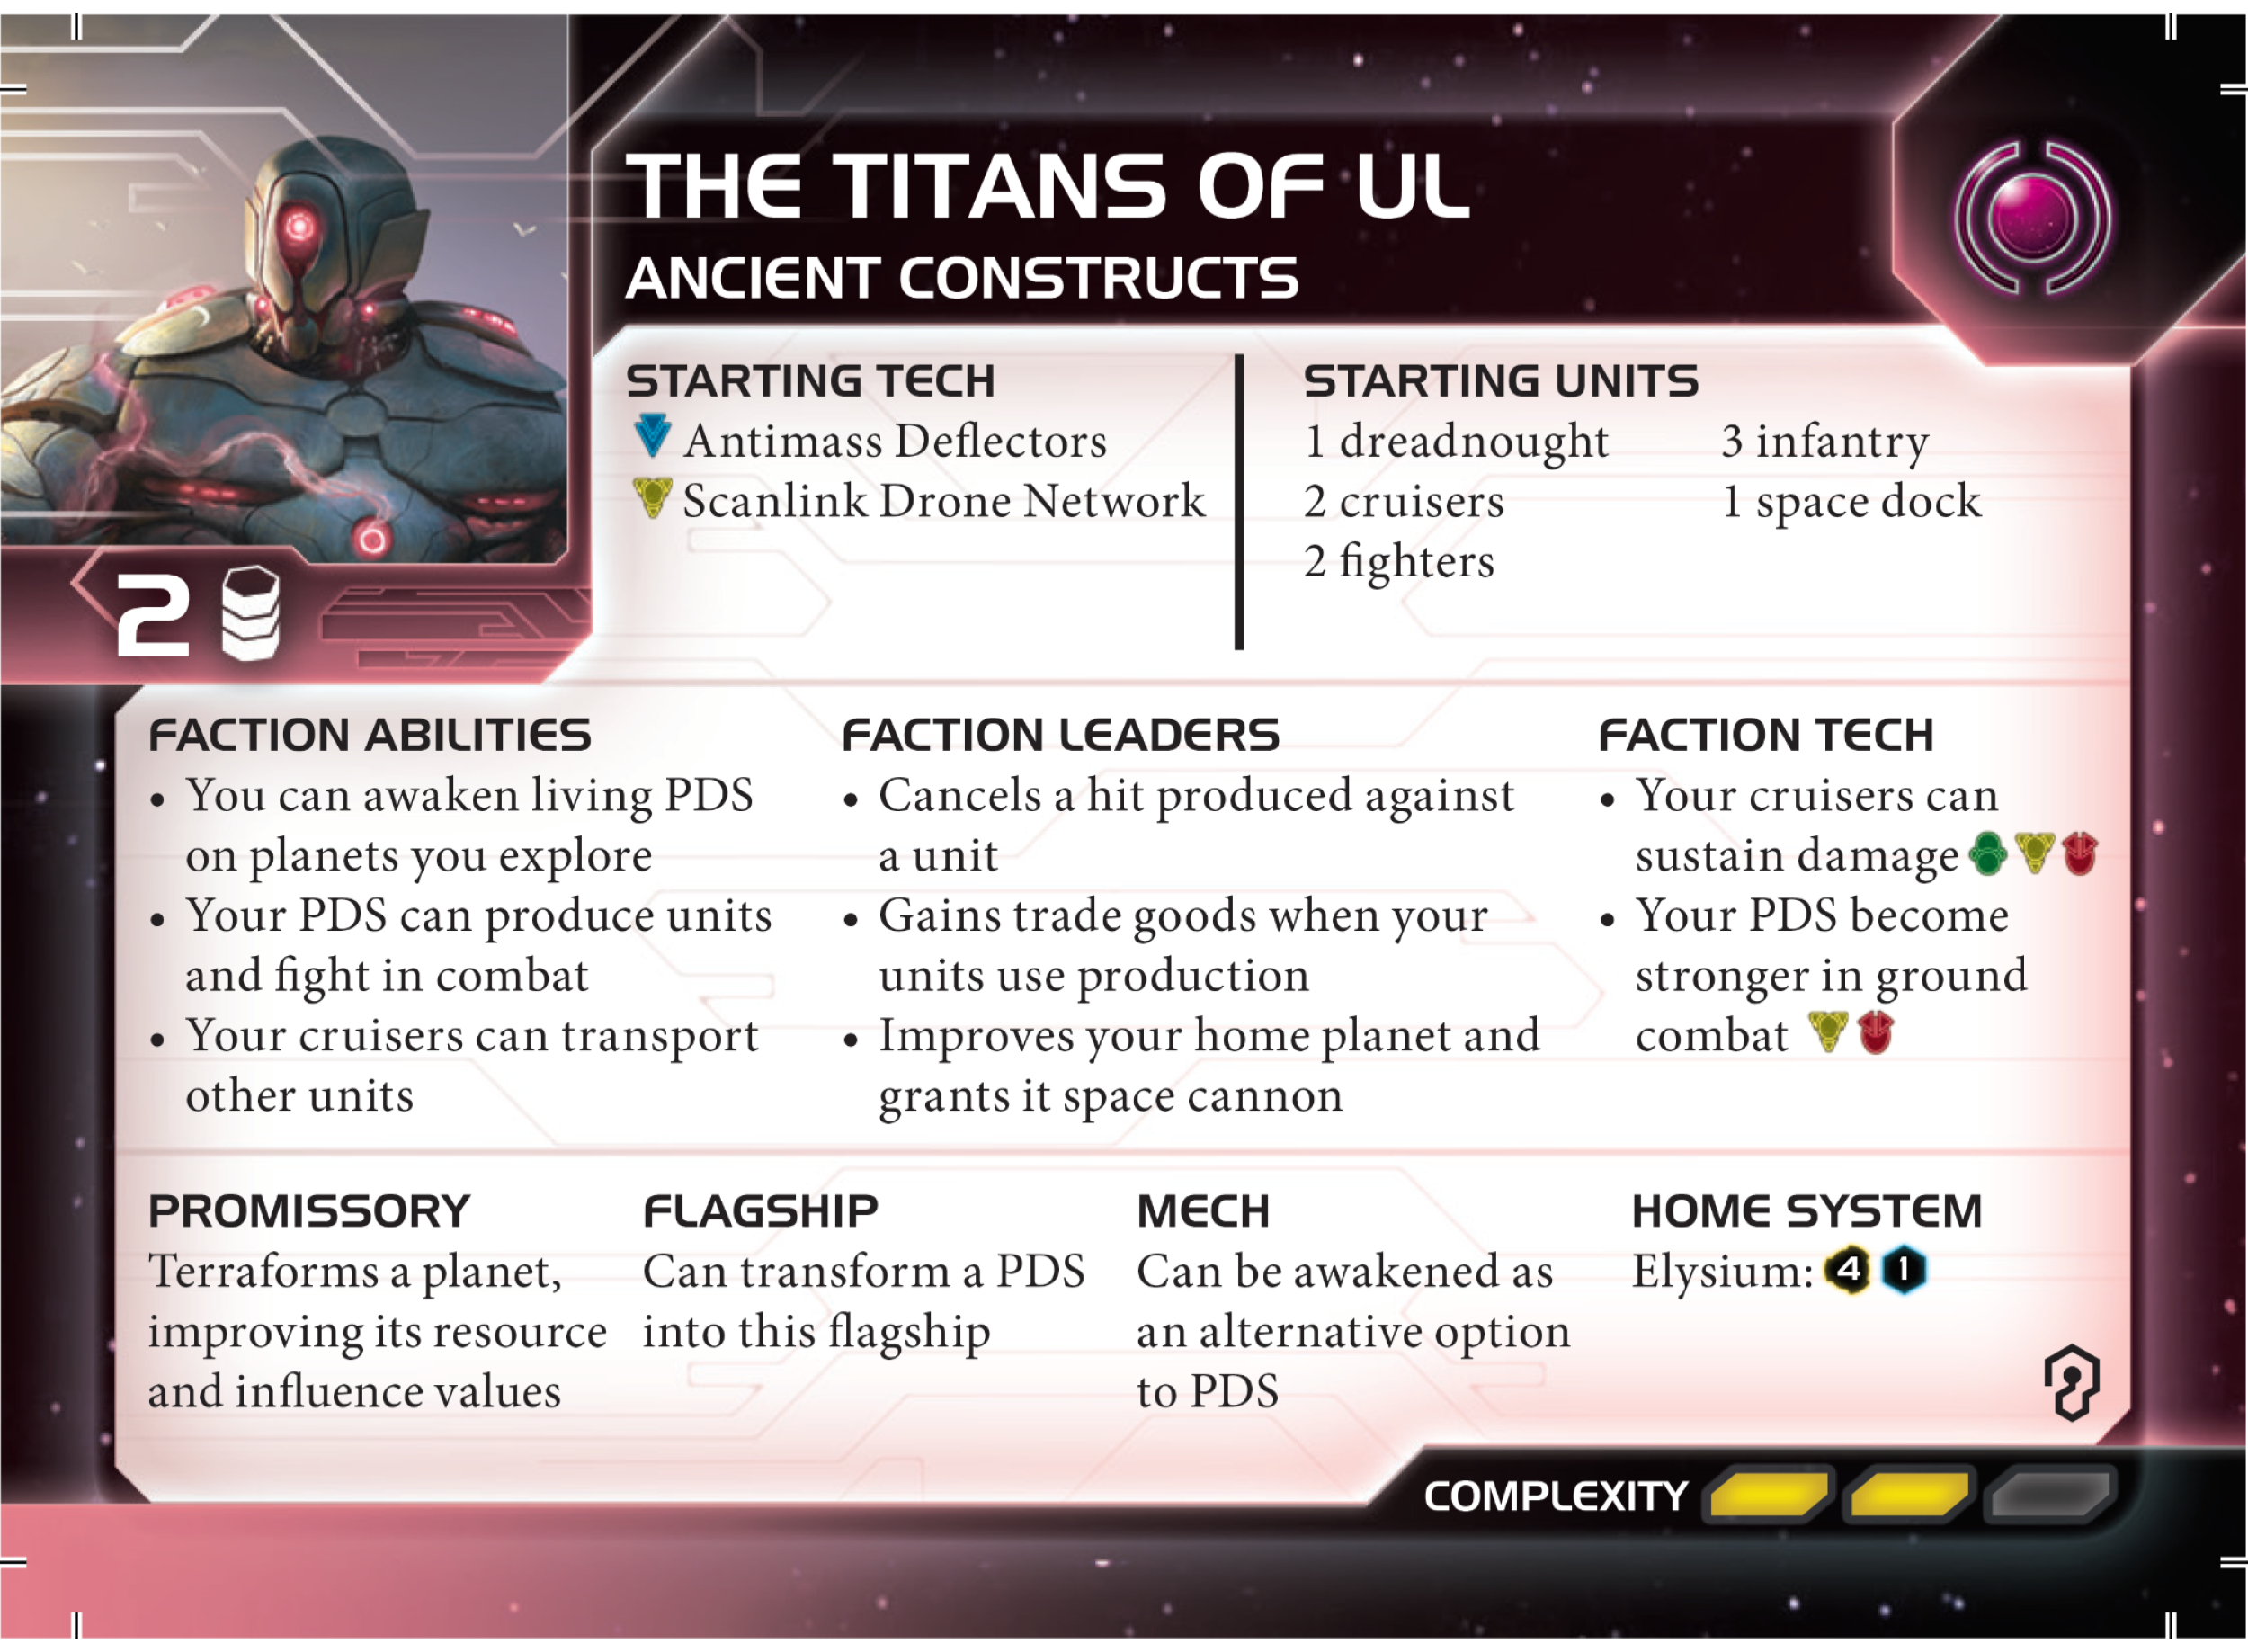 THE TITANS OF UL
ANCIENT CONSTRUCTS
STARTING TECH
Antimass Deflectors
Scanlink Drone Network
STARTING UNITS
1 dreadnought
2 cruisers
2 fighters
3 infantry
1 space dock
2
FACTION ABILITIES
• You can awaken living PDS
on planets you explore
• Your PDS can produce units
and fight in combat
• Your cruisers can transport
other units
FACTION LEADERS
• Cancels a hit produced against
a unit
• Gains trade goods when your
units use production
• Improves your home planet and
grants it space cannon
FACTION TECH
• Your cruisers can
sustain damage
• Your PDS become
stronger in ground
combat
PROMISSORY
Terraforms a planet,
improving its resource
and influence values
FLAGSHIP
Can transform a PDS
into this flagship
MECH
Can be awakened as
an alternative option
to PDS
HOME SYSTEM
Elysium: 4 1
COMPLEXITY